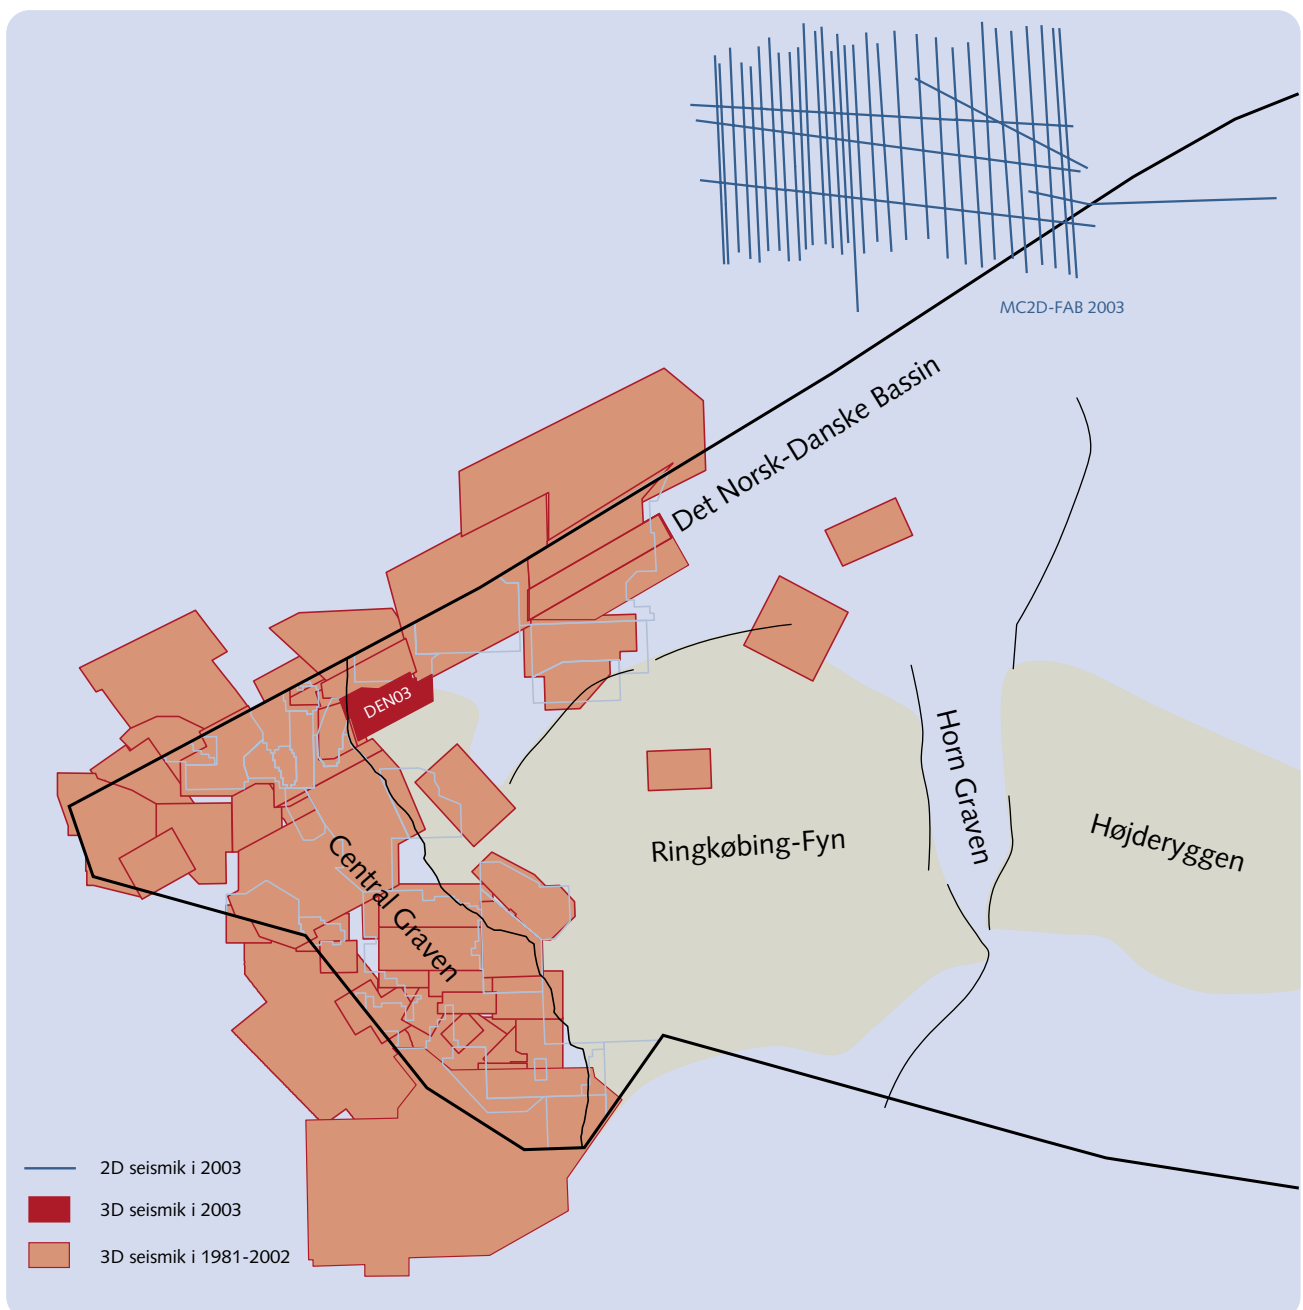 MC2D-FAB 2003
Det Norsk-Danske Bassin
DEN03
Horn Graven
Ringkøbing-Fyn
Højderyggen
Central Graven
2D seismik i 2003
3D seismik i 2003
3D seismik i 1981-2002